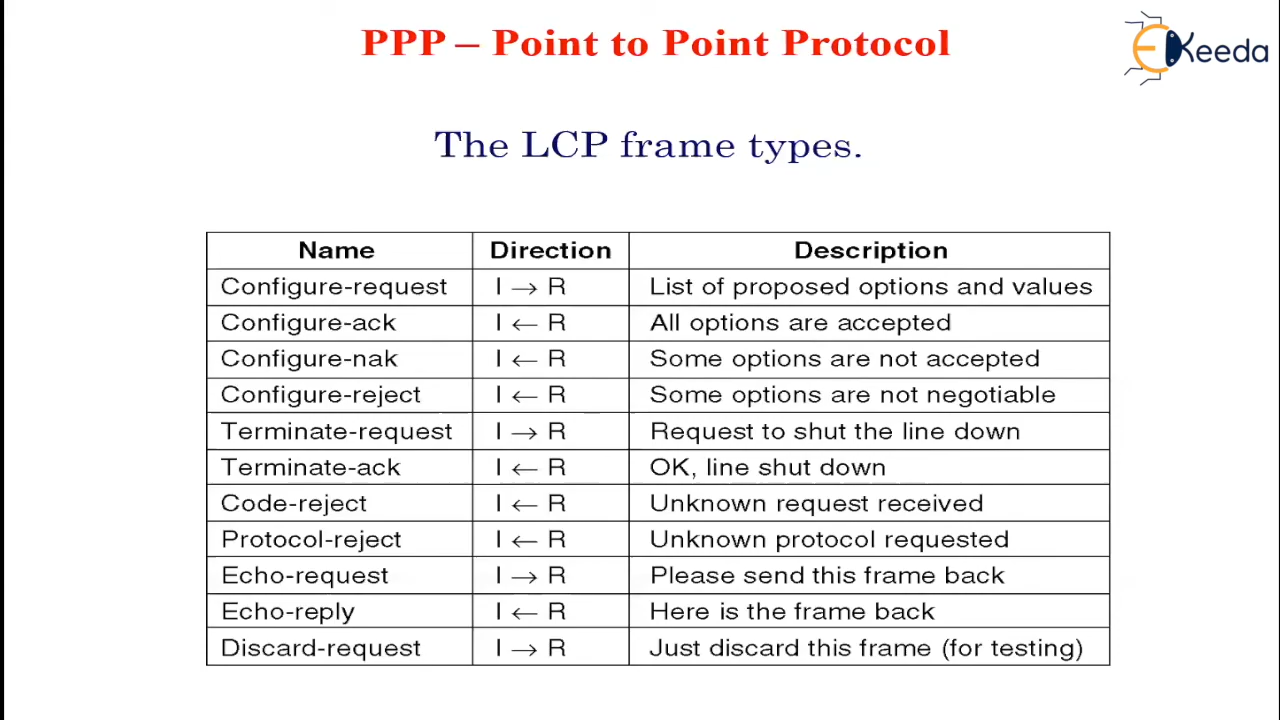 PPP – Point to Point Protocol
EKeeda
The LCP frame types.
Name Direction Description
Configure-request I → R List of proposed options and values
Configure-ack I ← R All options are accepted
Configure-nak I ← R Some options are not accepted
Configure-reject I ← R Some options are not negotiable
Terminate-request I → R Request to shut the line down
Terminate-ack I ← R OK, line shut down
Code-reject I ← R Unknown request received
Protocol-reject I ← R Unknown protocol requested
Echo-request I → R Please send this frame back
Echo-reply I ← R Here is the frame back
Discard-request I → R Just discard this frame (for testing)